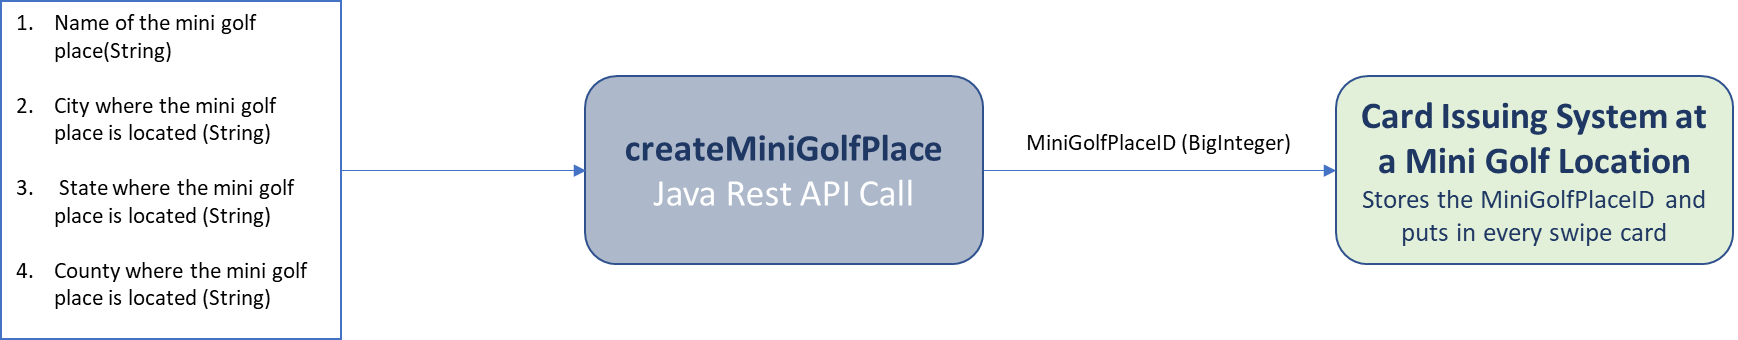 1. Name of the mini golf
place(String)
2. City where the mini golf
place is located (String)
3. State where the mini golf
place is located (String)
4. County where the mini golf
place is located (String)
createMiniGolfPlace
Java Rest API Call
MiniGolfPlaceID (BigInteger)
Card Issuing System at
a Mini Golf Location
Stores the MiniGolfPlaceID and
puts in every swipe card